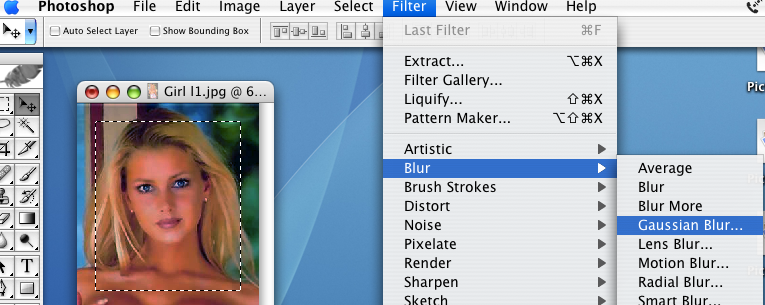 Photoshop File Edit Image Layer Select Filter View Window Help
Auto Select Layer Show Bounding Box
Girl I1.jpg @ 6...
Last Filter ⌘F
Extract... ⌥⌘X
Filter Gallery...
Liquify... ⇧⌘X
Pattern Maker... ⌥⇧⌘X
Artistic
Blur
Brush Strokes
Distort
Noise
Pixelate
Render
Sharpen
Sketch
Average
Blur
Blur More
Gaussian Blur...
Lens Blur...
Motion Blur...
Radial Blur...
Smart Blur...
Pic
T